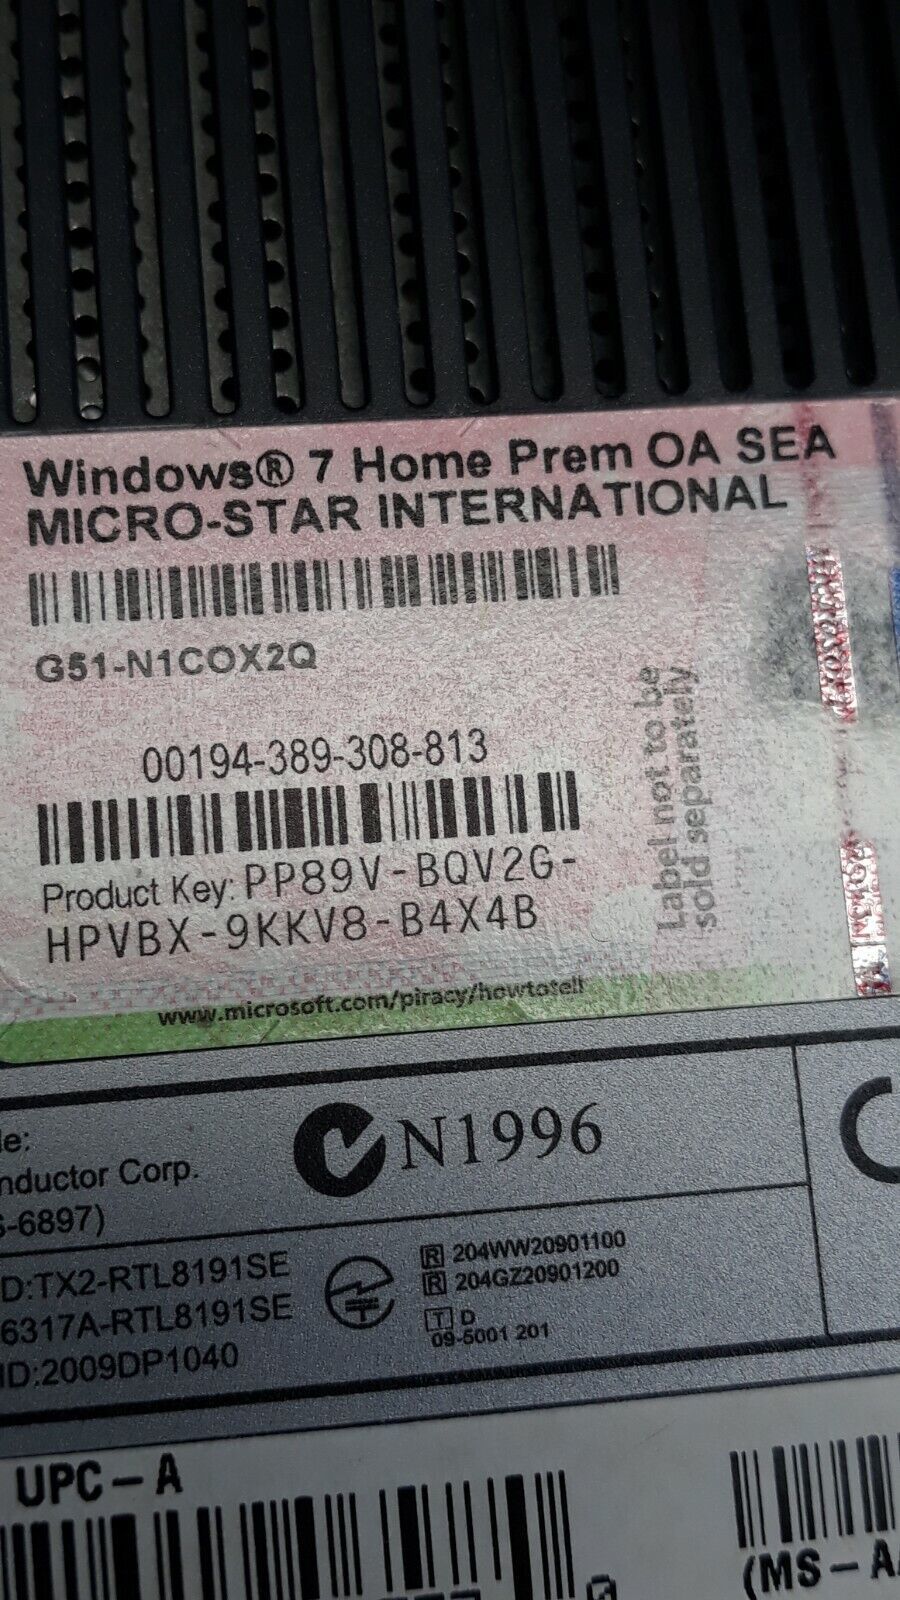 Windows® 7 Home Prem OA SEA
MICRO-STAR INTERNATIONAL
G51-N1COX2Q
00194-389-308-813
Product Key: PP89V-BQV2G-
HPVBX-9KKV8-B4X4B
Label not to be
sold separately
www.microsoft.com/piracy/howtotell
le:
nductor Corp.
S-6897)
N1996
D:TX2-RTL8191SE
6317A-RTL8191SE
ID:2009DP1040
R 204WW20901100
R 204GZ20901200
T D
09-5001 201
UPC-A
(MS-A